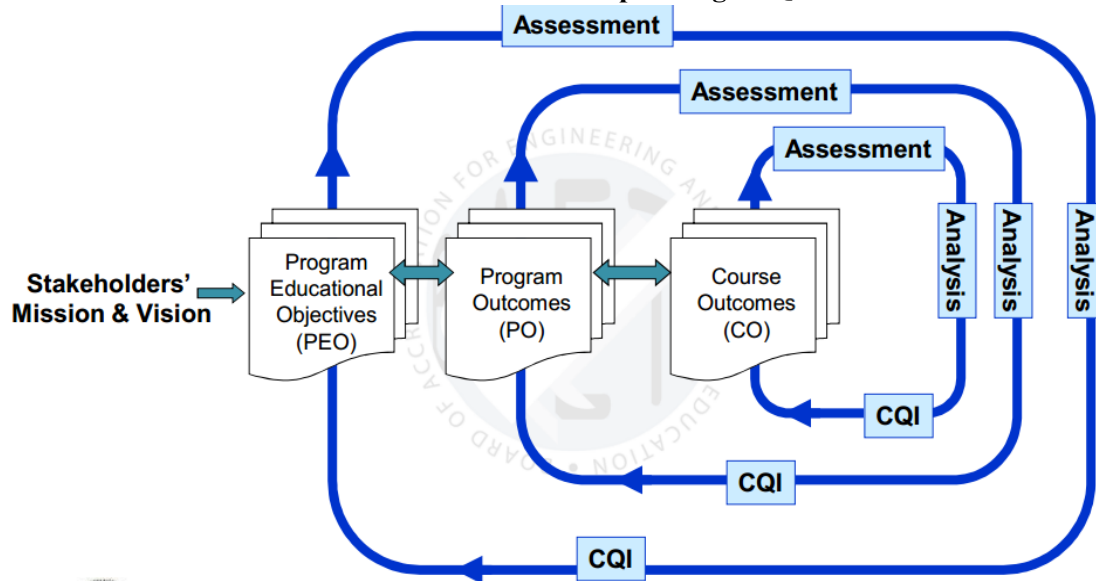 Assessment
Assessment
Assessment
Stakeholders'
Mission & Vision
Program
Educational
Objectives
(PEO)
Program
Outcomes
(PO)
Course
Outcomes
(CO)
Analysis
Analysis
Analysis
CQI
CQI
CQI